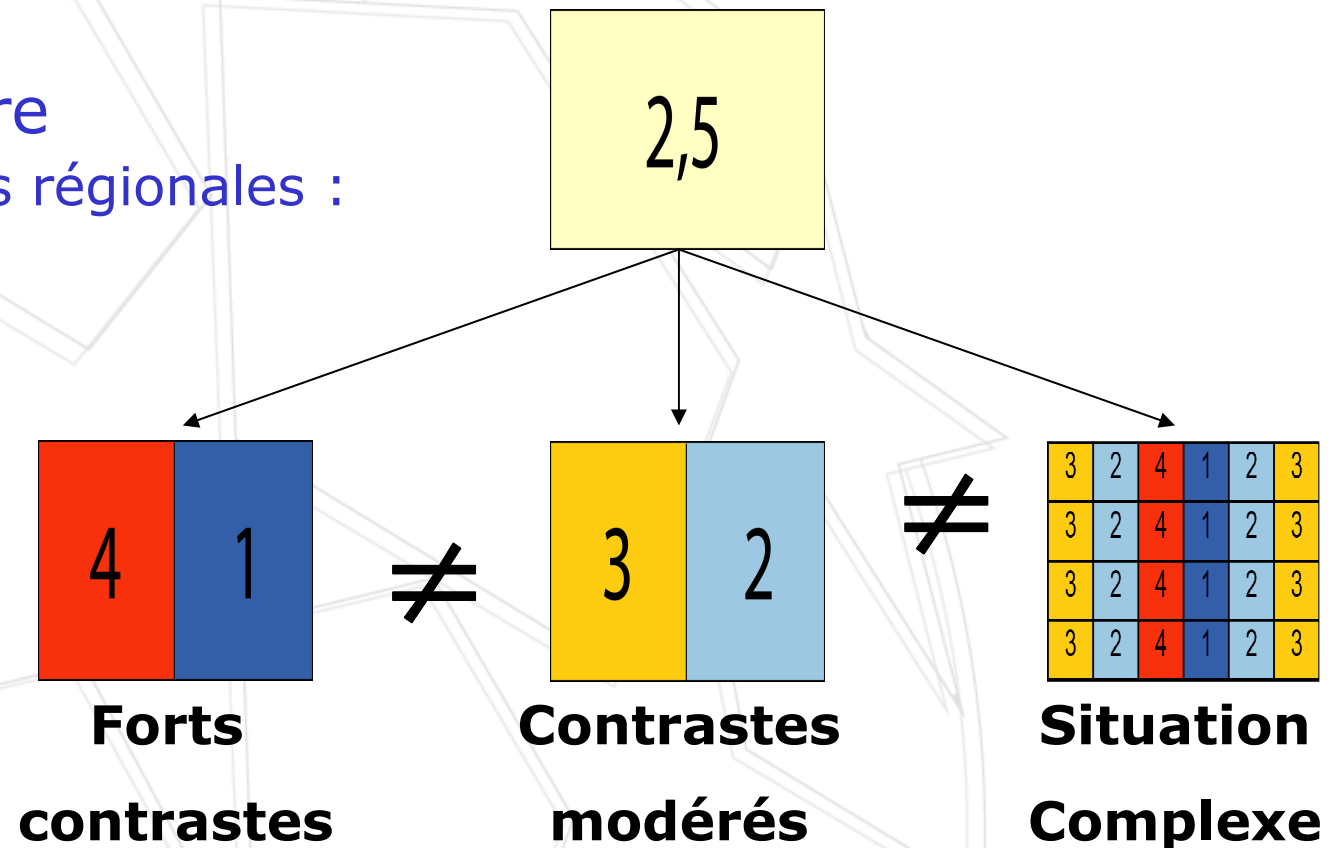 re
s régionales :
2,5
4 1 ≠ 3 2 ≠
3 2 4 1 2 3
3 2 4 1 2 3
3 2 4 1 2 3
3 2 4 1 2 3
Forts
contrastes
Contrastes
modérés
Situation
Complexe